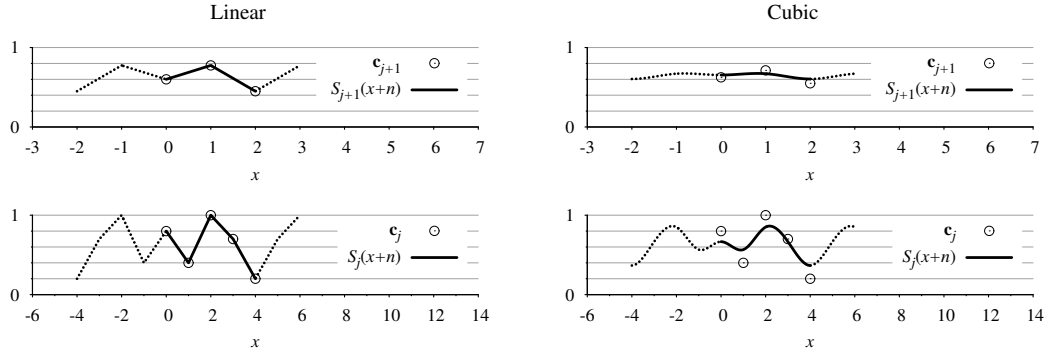 Linear
Cubic
1
0
c_{j+1}
S_{j+1}(x+n)
-3 -2 -1 0 1 2 3 4 5 6 7
x
1
0
c_{j+1}
S_{j+1}(x+n)
-3 -2 -1 0 1 2 3 4 5 6 7
x
1
0
c_j
S_j(x+n)
-6 -4 -2 0 2 4 6 8 10 12 14
x
1
0
c_j
S_j(x+n)
-6 -4 -2 0 2 4 6 8 10 12 14
x